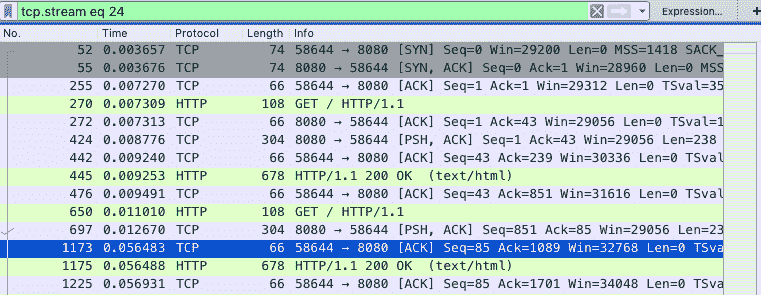 tcp.stream eq 24 Expression... +
No. Time Protocol Length Info
52 0.003657 TCP 74 58644 → 8080 [SYN] Seq=0 Win=29200 Len=0 MSS=1418 SACK_
55 0.003676 TCP 74 8080 → 58644 [SYN, ACK] Seq=0 Ack=1 Win=28960 Len=0 MSS
255 0.007270 TCP 66 58644 → 8080 [ACK] Seq=1 Ack=1 Win=29312 Len=0 TSval=35
270 0.007309 HTTP 108 GET / HTTP/1.1
272 0.007313 TCP 66 8080 → 58644 [ACK] Seq=1 Ack=43 Win=29056 Len=0 TSval=1
424 0.008776 TCP 304 8080 → 58644 [PSH, ACK] Seq=1 Ack=43 Win=29056 Len=238
442 0.009240 TCP 66 58644 → 8080 [ACK] Seq=43 Ack=239 Win=30336 Len=0 TSval
445 0.009253 HTTP 678 HTTP/1.1 200 OK (text/html)
476 0.009491 TCP 66 58644 → 8080 [ACK] Seq=43 Ack=851 Win=31616 Len=0 TSval
650 0.011010 HTTP 108 GET / HTTP/1.1
697 0.012670 TCP 304 8080 → 58644 [PSH, ACK] Seq=851 Ack=85 Win=29056 Len=23
1173 0.056483 TCP 66 58644 → 8080 [ACK] Seq=85 Ack=1089 Win=32768 Len=0 TSva
1175 0.056488 HTTP 678 HTTP/1.1 200 OK (text/html)
1225 0.056931 TCP 66 58644 → 8080 [ACK] Seq=85 Ack=1701 Win=34048 Len=0 TSva